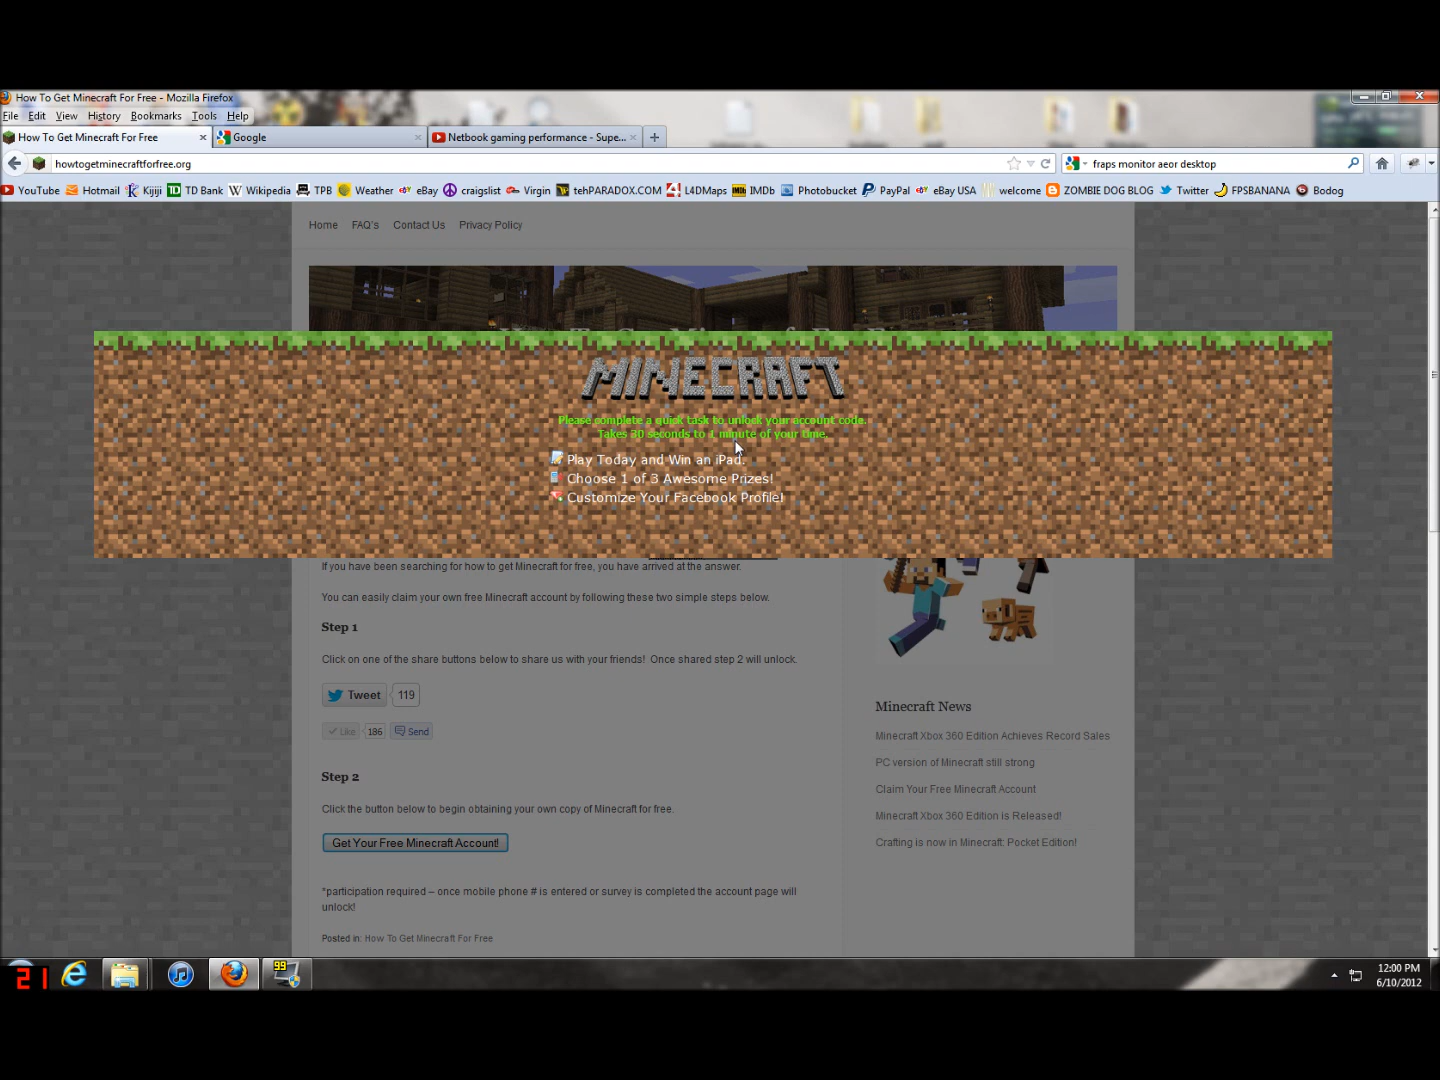 How To Get Minecraft For Free - Mozilla Firefox
File Edit View History Bookmarks Tools Help
How To Get Minecraft For Free
Google
Netbook gaming performance - Supe...
howtogetminecraftforfree.org
fraps monitor aeor desktop
YouTube Hotmail Kijiji TD Bank Wikipedia TPB Weather eBay craigslist Virgin tehPARADOX.COM L4DMaps IMDb Photobucket PayPal eBay USA welcome ZOMBIE DOG BLOG Twitter FPSBANANA Bodog
Home FAQ's Contact Us Privacy Policy
MINECRAFT
Please complete a quick task to unlock your account code.
Takes 30 seconds to 1 minute of your time.
Play Today and Win an iPad.
Choose 1 of 3 Awesome Prizes!
Customize Your Facebook Profile!
If you have been searching for how to get Minecraft for free, you have arrived at the answer.
You can easily claim your own free Minecraft account by following these two simple steps below.
Step 1
Click on one of the share buttons below to share us with your friends! Once shared step 2 will unlock.
Tweet 119
Like 186 Send
Step 2
Click the button below to begin obtaining your own copy of Minecraft for free.
Get Your Free Minecraft Account!
*participation required – once mobile phone # is entered or survey is completed the account page will
unlock!
Posted in: How To Get Minecraft For Free
Minecraft News
Minecraft Xbox 360 Edition Achieves Record Sales
PC version of Minecraft still strong
Claim Your Free Minecraft Account
Minecraft Xbox 360 Edition is Released!
Crafting is now in Minecraft: Pocket Edition!
21
99
12:00 PM
6/10/2012